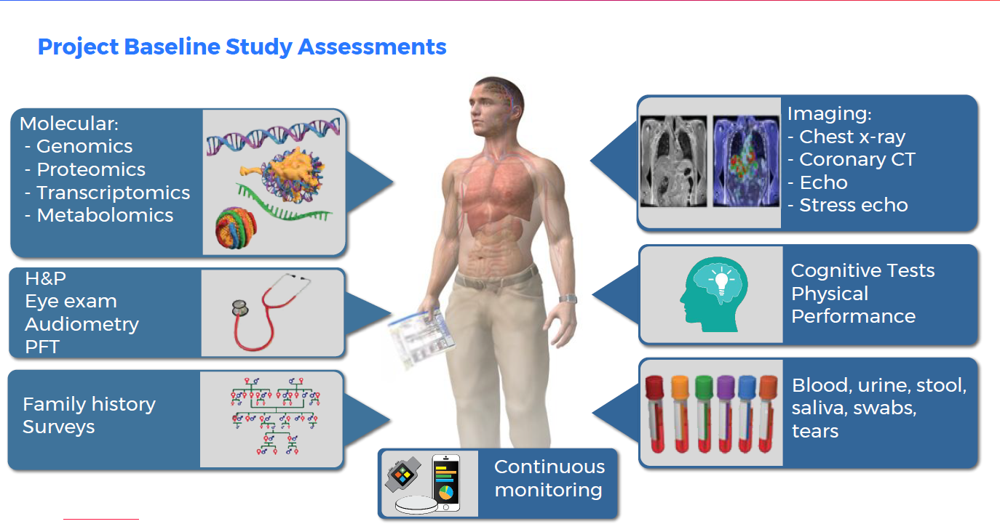 Project Baseline Study Assessments
Molecular:
- Genomics
- Proteomics
- Transcriptomics
- Metabolomics
H&P
Eye exam
Audiometry
PFT
Family history
Surveys
Imaging:
- Chest x-ray
- Coronary CT
- Echo
- Stress echo
Cognitive Tests
Physical
Performance
Blood, urine, stool,
saliva, swabs,
tears
Continuous
monitoring